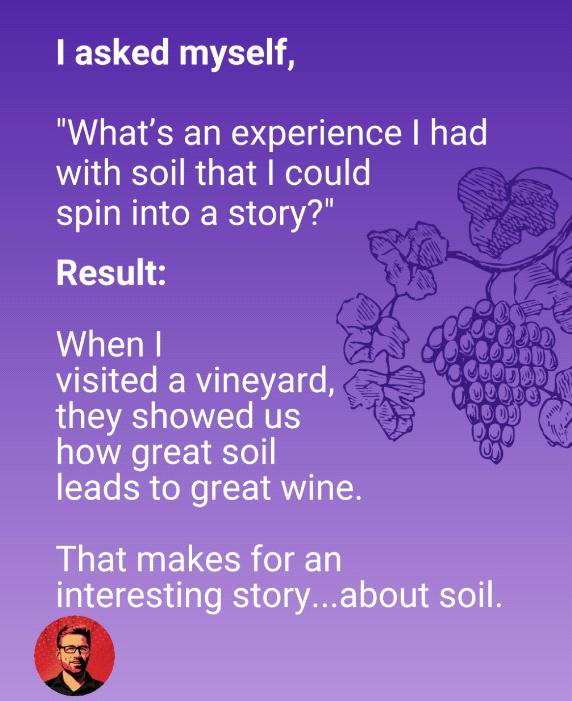 I asked myself,
"What’s an experience I had
with soil that I could
spin into a story?"
Result:
When I
visited a vineyard,
they showed us
how great soil
leads to great wine.
That makes for an
interesting story...about soil.